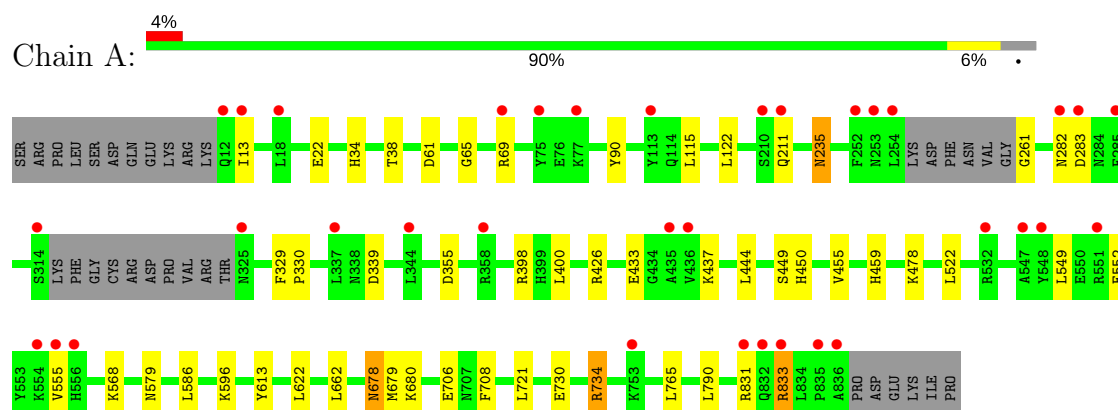 4%
Chain A:
90% 6% •
SER ARG PRO LEU SER ASP GLN GLU LYS ARG LYS Q12 I13 L18 E22 H34 T38 D61 G65 R69 Y75 E76 K77 Y90 Y113 Q114 L115 L122 S210 Q211 N235 F252 N253 L254 LYS ASP PHE ASN VAL GLY G261 N282 D283 N284 E285
S314 LYS PHE GLY CYS ARG ASP PRO VAL ARG THR N325 F329 P330 L337 N338 D339 L344 D355 R358 R398 H399 L400 R426 E433 G434 A435 V436 K437 L444 S449 H450 V455 H459 K478 L522 R532 A547 Y548 L549 E550 R551 E552
Y553 K554 V555 H556 K568 N579 L586 K596 Y613 L622 L662 N678 M679 K680 E706 N707 F708 L721 E730 R734 K753 L765 L790 R831 Q832 R833 L834 P835 A836 PRO ASP GLU LYS ILE PRO